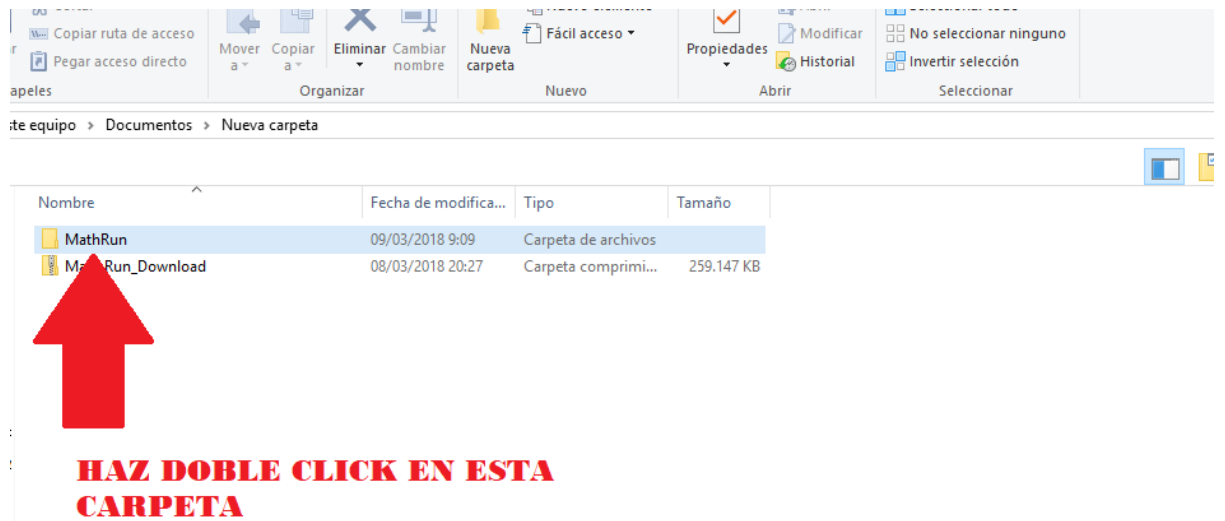 Copiar ruta de acceso
Pegar acceso directo
Mover a
Copiar a
Eliminar
Cambiar nombre
Nueva carpeta
Fácil acceso
Propiedades
Modificar
Historial
No seleccionar ninguno
Invertir selección
apeles
Organizar
Nuevo
Abrir
Seleccionar
ste equipo > Documentos > Nueva carpeta
Nombre Fecha de modifica... Tipo Tamaño
MathRun 09/03/2018 9:09 Carpeta de archivos
Run_Download 08/03/2018 20:27 Carpeta comprimi... 259.147 KB
HAZ DOBLE CLICK EN ESTA
CARPETA